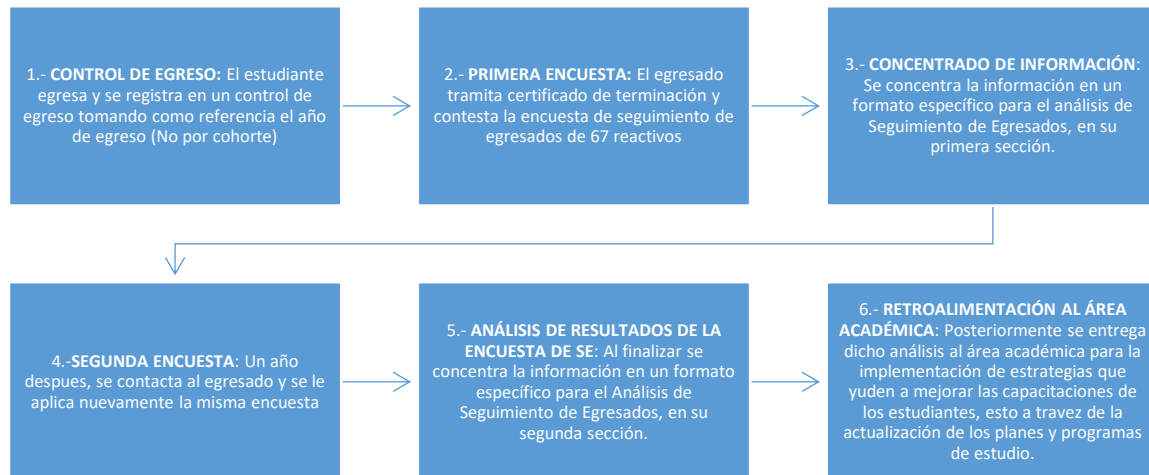 1.- CONTROL DE EGRESO: El estudiante
egresa y se registra en un control de
egreso tomando como referencia el año
de egreso (No por cohorte)
2.- PRIMERA ENCUESTA: El egresado
tramita certificado de terminación y
contesta la encuesta de seguimiento de
egresados de 67 reactivos
3.- CONCENTRADO DE INFORMACIÓN:
Se concentra la información en un
formato específico para el análisis de
Seguimiento de Egresados, en su
primera sección.
4.-SEGUNDA ENCUESTA: Un año
despues, se contacta al egresado y se le
aplica nuevamente la misma encuesta
5.- ANÁLISIS DE RESULTADOS DE LA
ENCUESTA DE SE: Al finalizar se
concentra la información en un formato
específico para el Análisis de
Seguimiento de Egresados, en su
segunda sección.
6.- RETROALIMENTACIÓN AL ÁREA
ACADÉMICA: Posteriormente se entrega
dicho análisis al área académica para la
implementación de estrategias que
yuden a mejorar las capacitaciones de
los estudiantes, esto a travez de la
actualización de los planes y programas
de estudio.